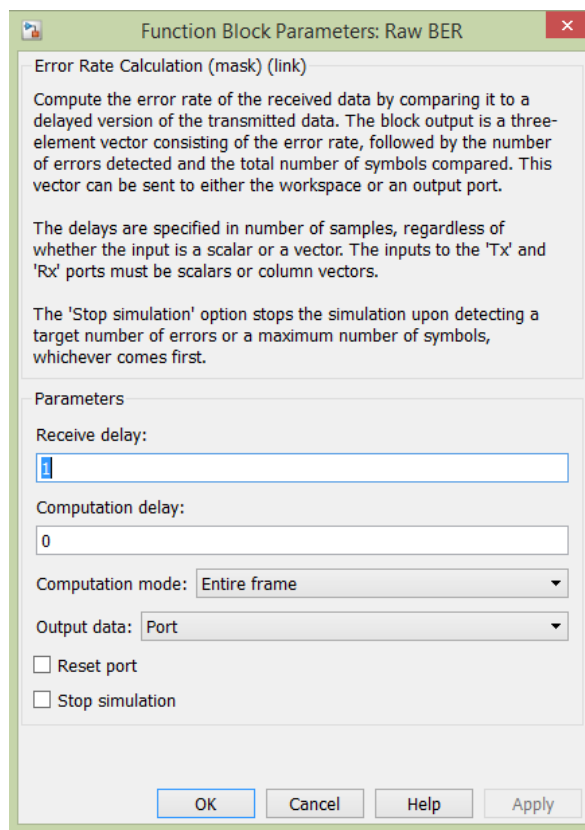 Function Block Parameters: Raw BER
Error Rate Calculation (mask) (link)
Compute the error rate of the received data by comparing it to a
delayed version of the transmitted data. The block output is a three-
element vector consisting of the error rate, followed by the number
of errors detected and the total number of symbols compared. This
vector can be sent to either the workspace or an output port.
The delays are specified in number of samples, regardless of
whether the input is a scalar or a vector. The inputs to the 'Tx' and
'Rx' ports must be scalars or column vectors.
The 'Stop simulation' option stops the simulation upon detecting a
target number of errors or a maximum number of symbols,
whichever comes first.
Parameters
Receive delay:
1
Computation delay:
0
Computation mode: Entire frame
Output data: Port
Reset port
Stop simulation
OK Cancel Help Apply